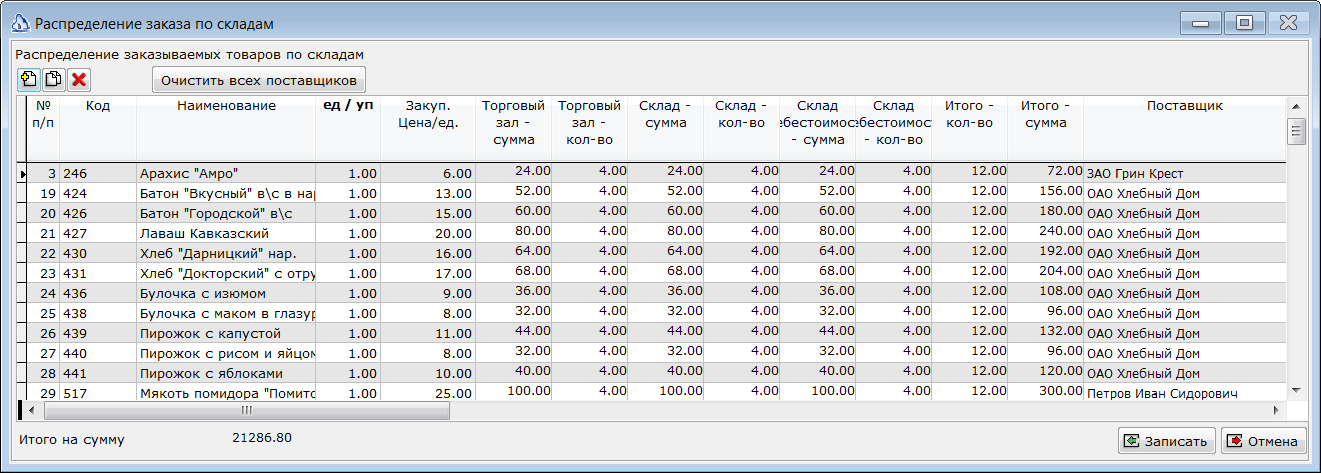 Распределение заказа по складам
Распределение заказываемых товаров по складам
Очистить всех поставщиков
№ п/п Код Наименование ед / уп Закуп. Цена/ед. Торговый зал - сумма Торговый зал - кол-во Склад - сумма Склад - кол-во Склад ебестоимос - сумма Склад ебестоимос - кол-во Итого - кол-во Итого - сумма Поставщик
3 246 Арахис "Амро" 1.00 6.00 24.00 4.00 24.00 4.00 24.00 4.00 12.00 72.00 ЗАО Грин Крест
19 424 Батон "Вкусный" в\с в нар 1.00 13.00 52.00 4.00 52.00 4.00 52.00 4.00 12.00 156.00 ОАО Хлебный Дом
20 426 Батон "Городской" в\с 1.00 15.00 60.00 4.00 60.00 4.00 60.00 4.00 12.00 180.00 ОАО Хлебный Дом
21 427 Лаваш Кавказский 1.00 20.00 80.00 4.00 80.00 4.00 80.00 4.00 12.00 240.00 ОАО Хлебный Дом
22 430 Хлеб "Дарницкий" нар. 1.00 16.00 64.00 4.00 64.00 4.00 64.00 4.00 12.00 192.00 ОАО Хлебный Дом
23 431 Хлеб "Докторский" с отру 1.00 17.00 68.00 4.00 68.00 4.00 68.00 4.00 12.00 204.00 ОАО Хлебный Дом
24 436 Булочка с изюмом 1.00 9.00 36.00 4.00 36.00 4.00 36.00 4.00 12.00 108.00 ОАО Хлебный Дом
25 438 Булочка с маком в глазур 1.00 8.00 32.00 4.00 32.00 4.00 32.00 4.00 12.00 96.00 ОАО Хлебный Дом
26 439 Пирожок с капустой 1.00 11.00 44.00 4.00 44.00 4.00 44.00 4.00 12.00 132.00 ОАО Хлебный Дом
27 440 Пирожок с рисом и яйцом 1.00 8.00 32.00 4.00 32.00 4.00 32.00 4.00 12.00 96.00 ОАО Хлебный Дом
28 441 Пирожок с яблоками 1.00 10.00 40.00 4.00 40.00 4.00 40.00 4.00 12.00 120.00 ОАО Хлебный Дом
29 517 Мякоть помидора "Помито 1.00 25.00 100.00 4.00 100.00 4.00 100.00 4.00 12.00 300.00 Петров Иван Сидорович
Итого на сумму 21286.80
Записать Отмена